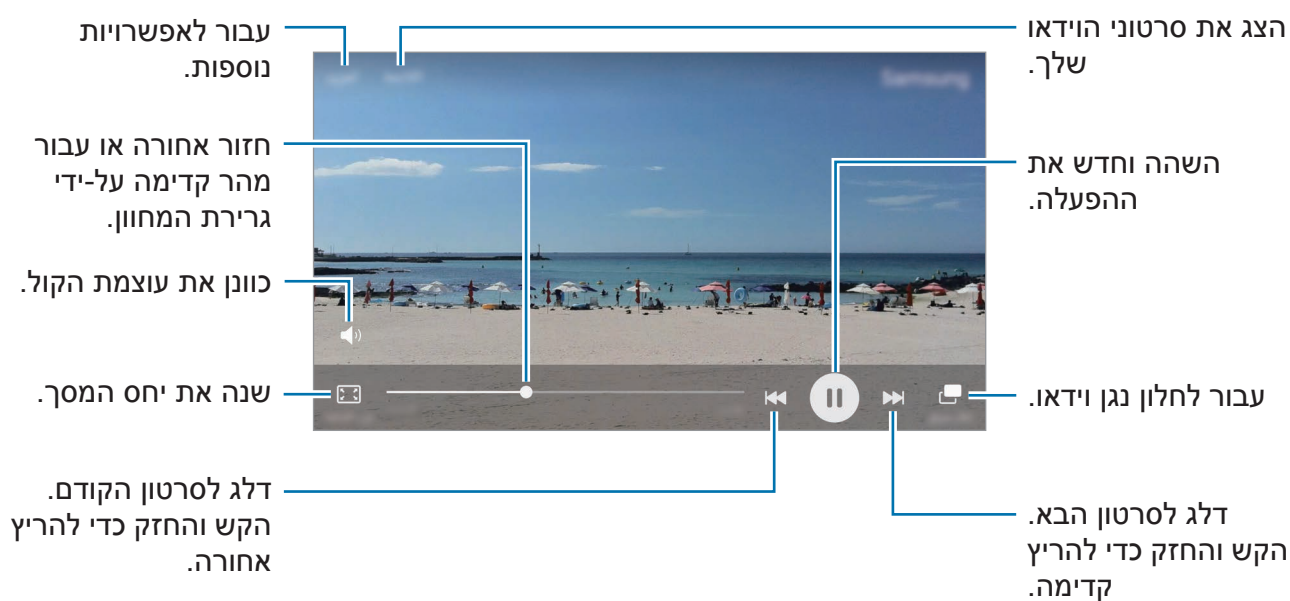 הצג את סרטוני הוידאו
שלך.
עבור לאפשרויות
נוספות.
Samsung
חזור אחורה או עבור
מהר קדימה על-ידי
גרירת המחוון.
השהה וחדש את
ההפעלה.
כוונן את עוצמת הקול.
שנה את יחס המסך.
עבור לחלון נגן וידאו.
דלג לסרטון הקודם.
הקש והחזק כדי להריץ
אחורה.
דלג לסרטון הבא.
הקש והחזק כדי להריץ
קדימה.